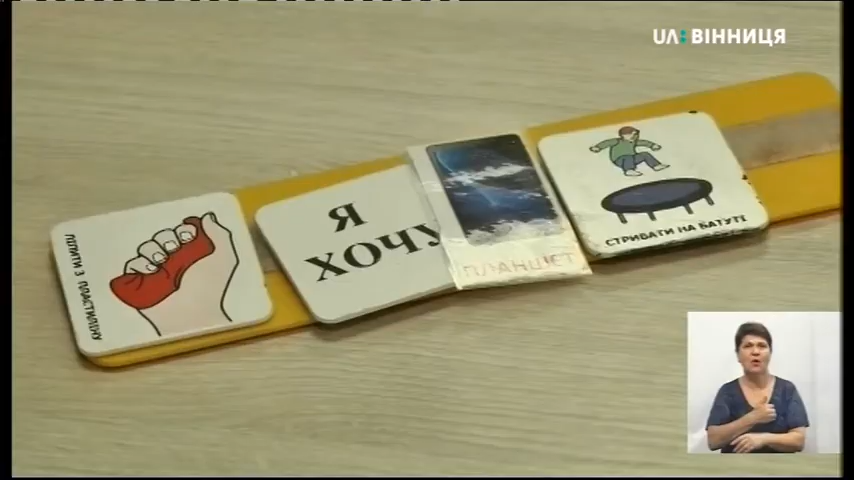 UA:ВІННИЦЯ
ЛІПИТИ З ПЛАСТИЛІНУ
Я
ХОЧУ
ПЛАНШЕТ
СТРИБАТИ НА БАТУТІ